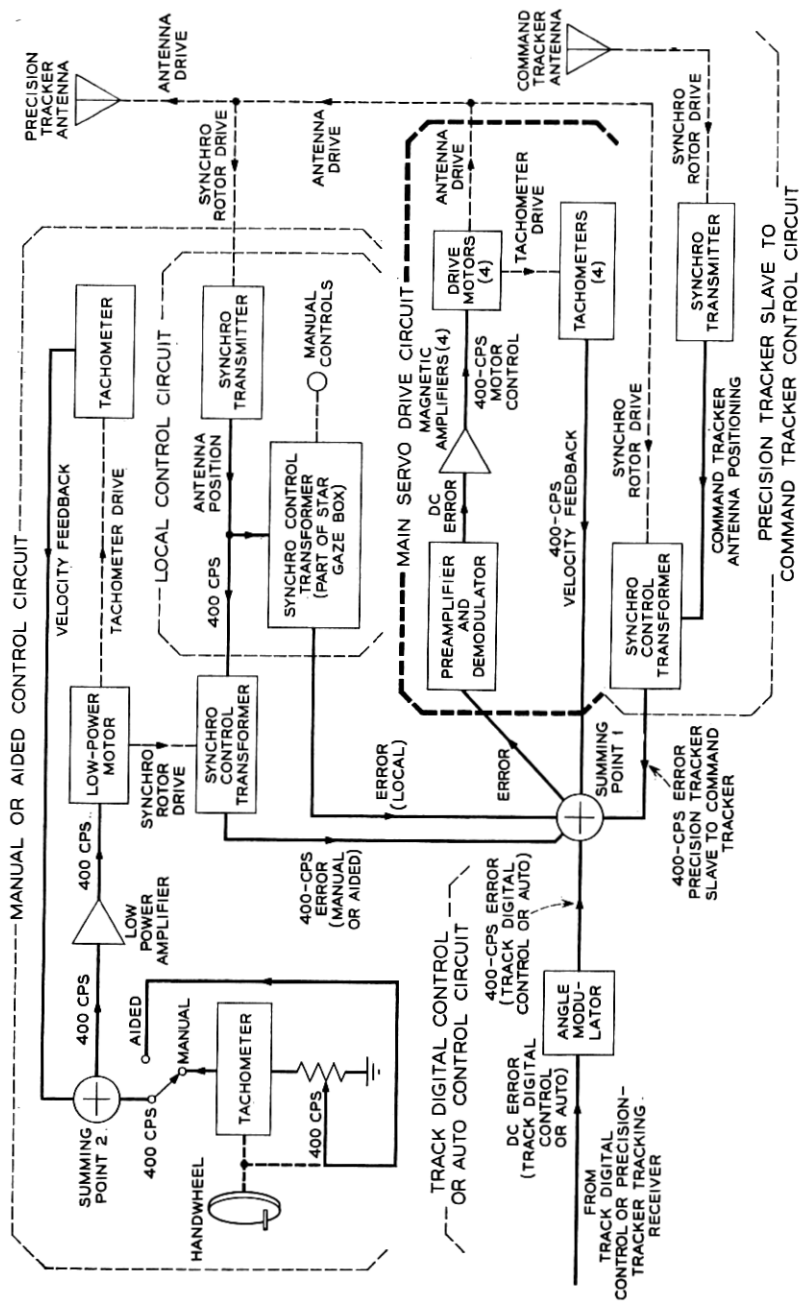 MANUAL OR AIDED CONTROL CIRCUIT
SUMMING
POINT 2
400 CPS
LOW
POWER
AMPLIFIER
400 CPS
LOW-POWER
MOTOR
VELOCITY FEEDBACK
TACHOMETER DRIVE
TACHOMETER
400 CPS
AIDED
MANUAL
HANDWHEEL
TACHOMETER
400 CPS
SYNCHRO
ROTOR
DRIVE
SYNCHRO
CONTROL
TRANSFORMER
400-CPS
ERROR
(MANUAL
OR AIDED)
LOCAL CONTROL CIRCUIT
400 CPS
ANTENNA
POSITION
SYNCHRO
TRANSMITTER
SYNCHRO CONTROL
TRANSFORMER
(PART OF STAR
GAZE BOX)
MANUAL
CONTROLS
ERROR
(LOCAL)
SYNCHRO
ROTOR DRIVE
PRECISION
TRACKER
ANTENNA
ANTENNA
DRIVE
ANTENNA
DRIVE
MAIN SERVO DRIVE CIRCUIT
ERROR
PREAMPLIFIER
AND
DEMODULATOR
DC
ERROR
MAGNETIC
AMPLIFIERS(4)
400-CPS
MOTOR
CONTROL
DRIVE
MOTORS
(4)
ANTENNA
DRIVE
TACHOMETER
DRIVE
TACHOMETERS
(4)
400-CPS
VELOCITY FEEDBACK
TRACK DIGITAL CONTROL
OR AUTO CONTROL CIRCUIT
FROM
TRACK DIGITAL
CONTROL OR PRECISION-
TRACKER TRACKING
RECEIVER
DC ERROR
(TRACK DIGITAL
CONTROL
OR AUTO)
ANGLE
MODU-
LATOR
400-CPS ERROR
(TRACK DIGITAL
CONTROL OR AUTO)
SUMMING
POINT 1
400-CPS ERROR
PRECISION TRACKER
SLAVE TO COMMAND
TRACKER
SYNCHRO
CONTROL
TRANSFORMER
SYNCHRO
ROTOR DRIVE
COMMAND TRACKER
ANTENNA POSITIONING
SYNCHRO
TRANSMITTER
SYNCHRO
ROTOR DRIVE
COMMAND
TRACKER
ANTENNA
PRECISION TRACKER SLAVE TO
COMMAND TRACKER CONTROL CIRCUIT